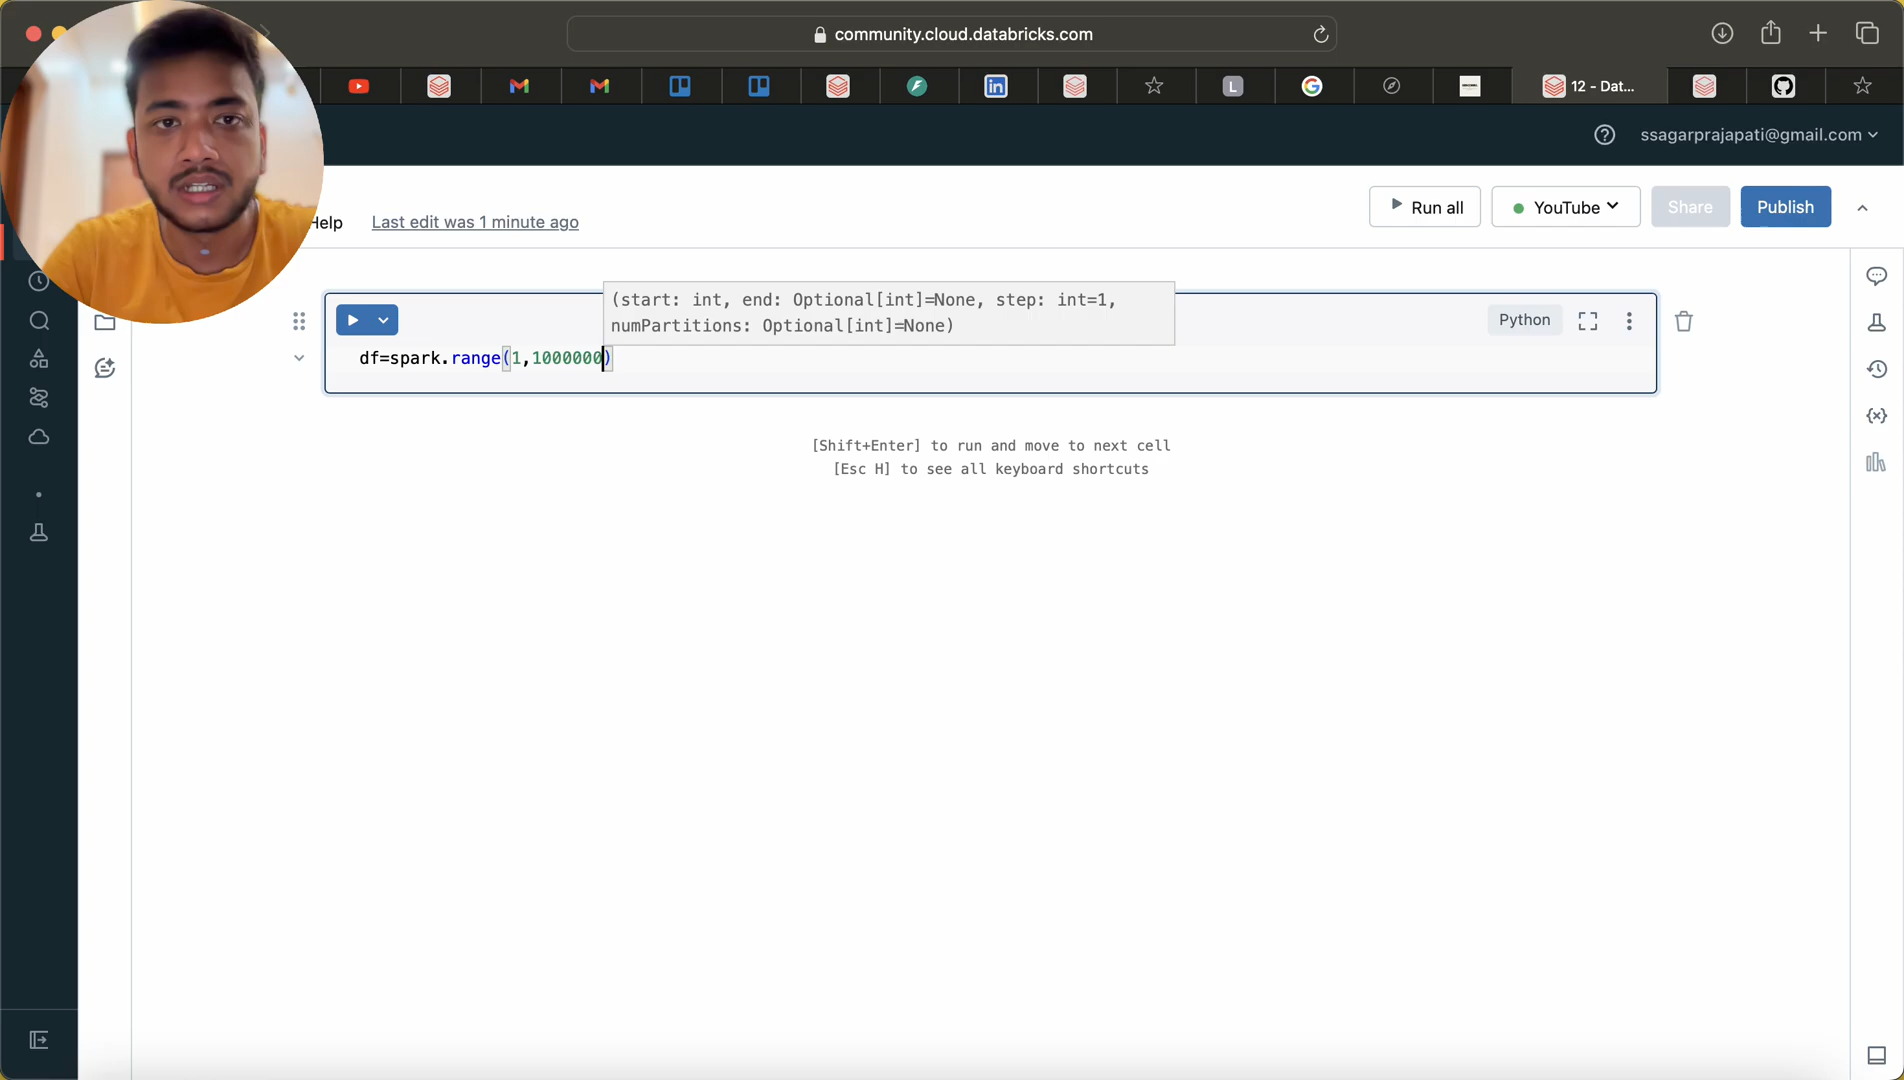 community.cloud.databricks.com
L
12 - Dat...
ssagarprajapati@gmail.com
Help
Last edit was 1 minute ago
Run all
YouTube
Share
Publish
(start: int, end: Optional[int]=None, step: int=1,
numPartitions: Optional[int]=None)
Python
df=spark.range(1,1000000)
[Shift+Enter] to run and move to next cell
[Esc H] to see all keyboard shortcuts